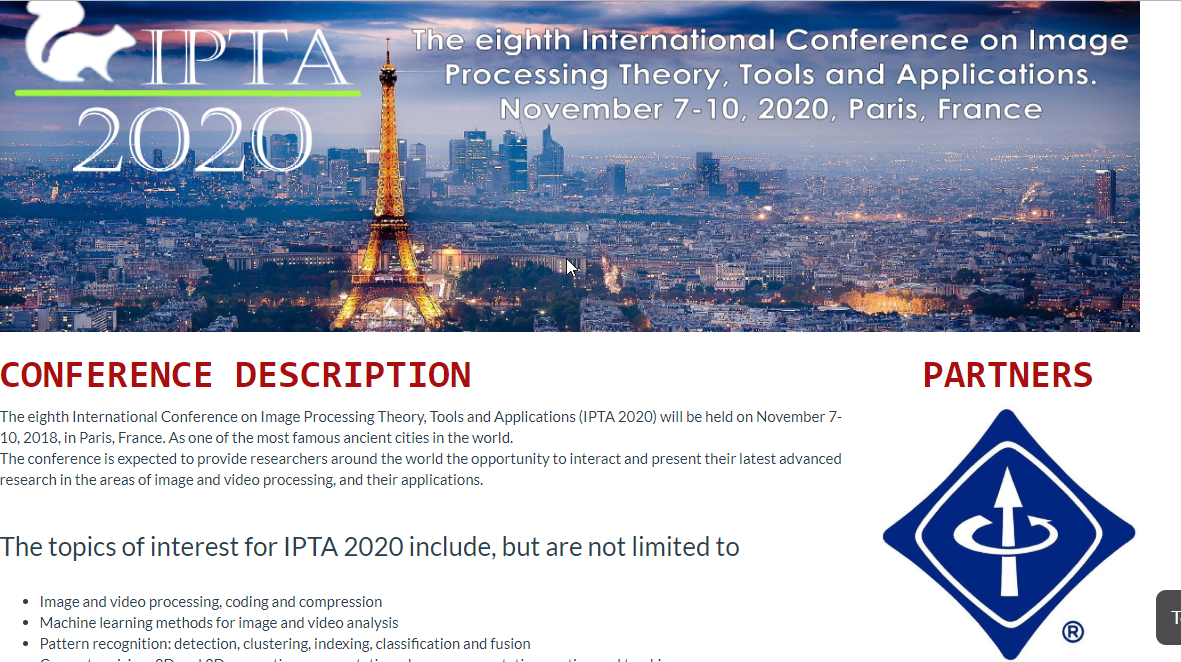 IPTA
2020
The eighth International Conference on Image
Processing Theory, Tools and Applications.
November 7-10, 2020, Paris, France
CONFERENCE DESCRIPTION
The eighth International Conference on Image Processing Theory, Tools and Applications (IPTA 2020) will be held on November 7-
10, 2018, in Paris, France. As one of the most famous ancient cities in the world.
The conference is expected to provide researchers around the world the opportunity to interact and present their latest advanced
research in the areas of image and video processing, and their applications.
The topics of interest for IPTA 2020 include, but are not limited to
• Image and video processing, coding and compression
• Machine learning methods for image and video analysis
• Pattern recognition: detection, clustering, indexing, classification and fusion
PARTNERS
®